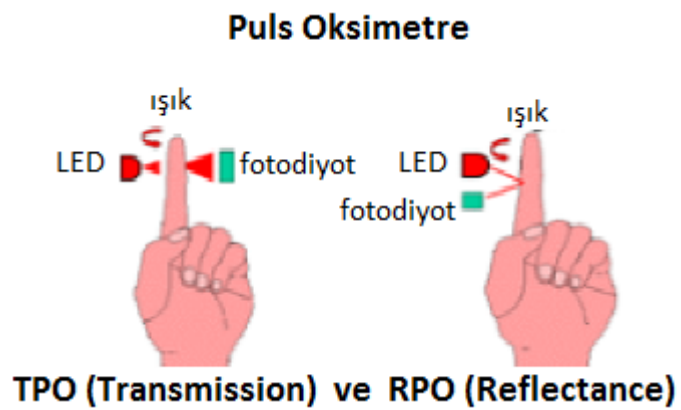 Puls Oksimetre
ışık
LED
fotodiyot
ışık
LED
fotodiyot
TPO (Transmission) ve RPO (Reflectance)